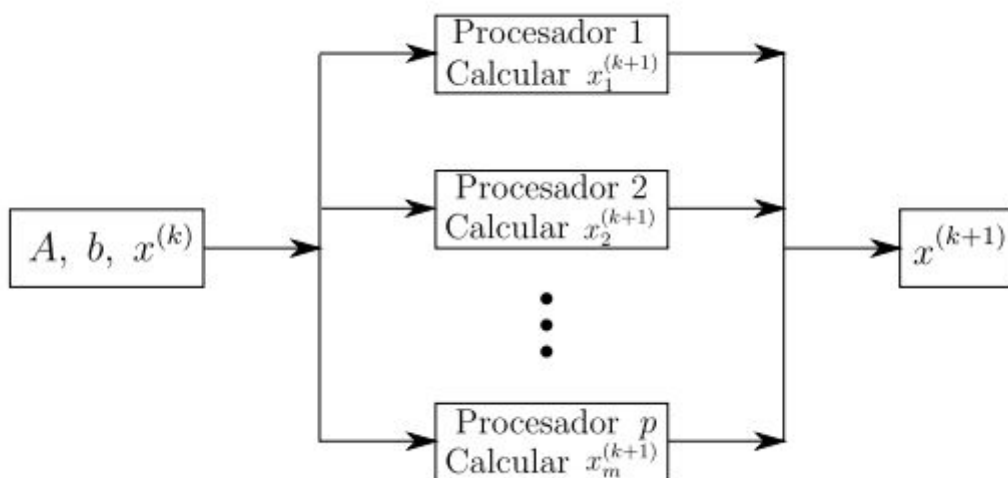 Procesador 1
Calcular $x_1^{(k+1)}$
Procesador 2
Calcular $x_2^{(k+1)}$
$A,\ b,\ x^{(k)}$
$x^{(k+1)}$
Procesador $p$
Calcular $x_m^{(k+1)}$